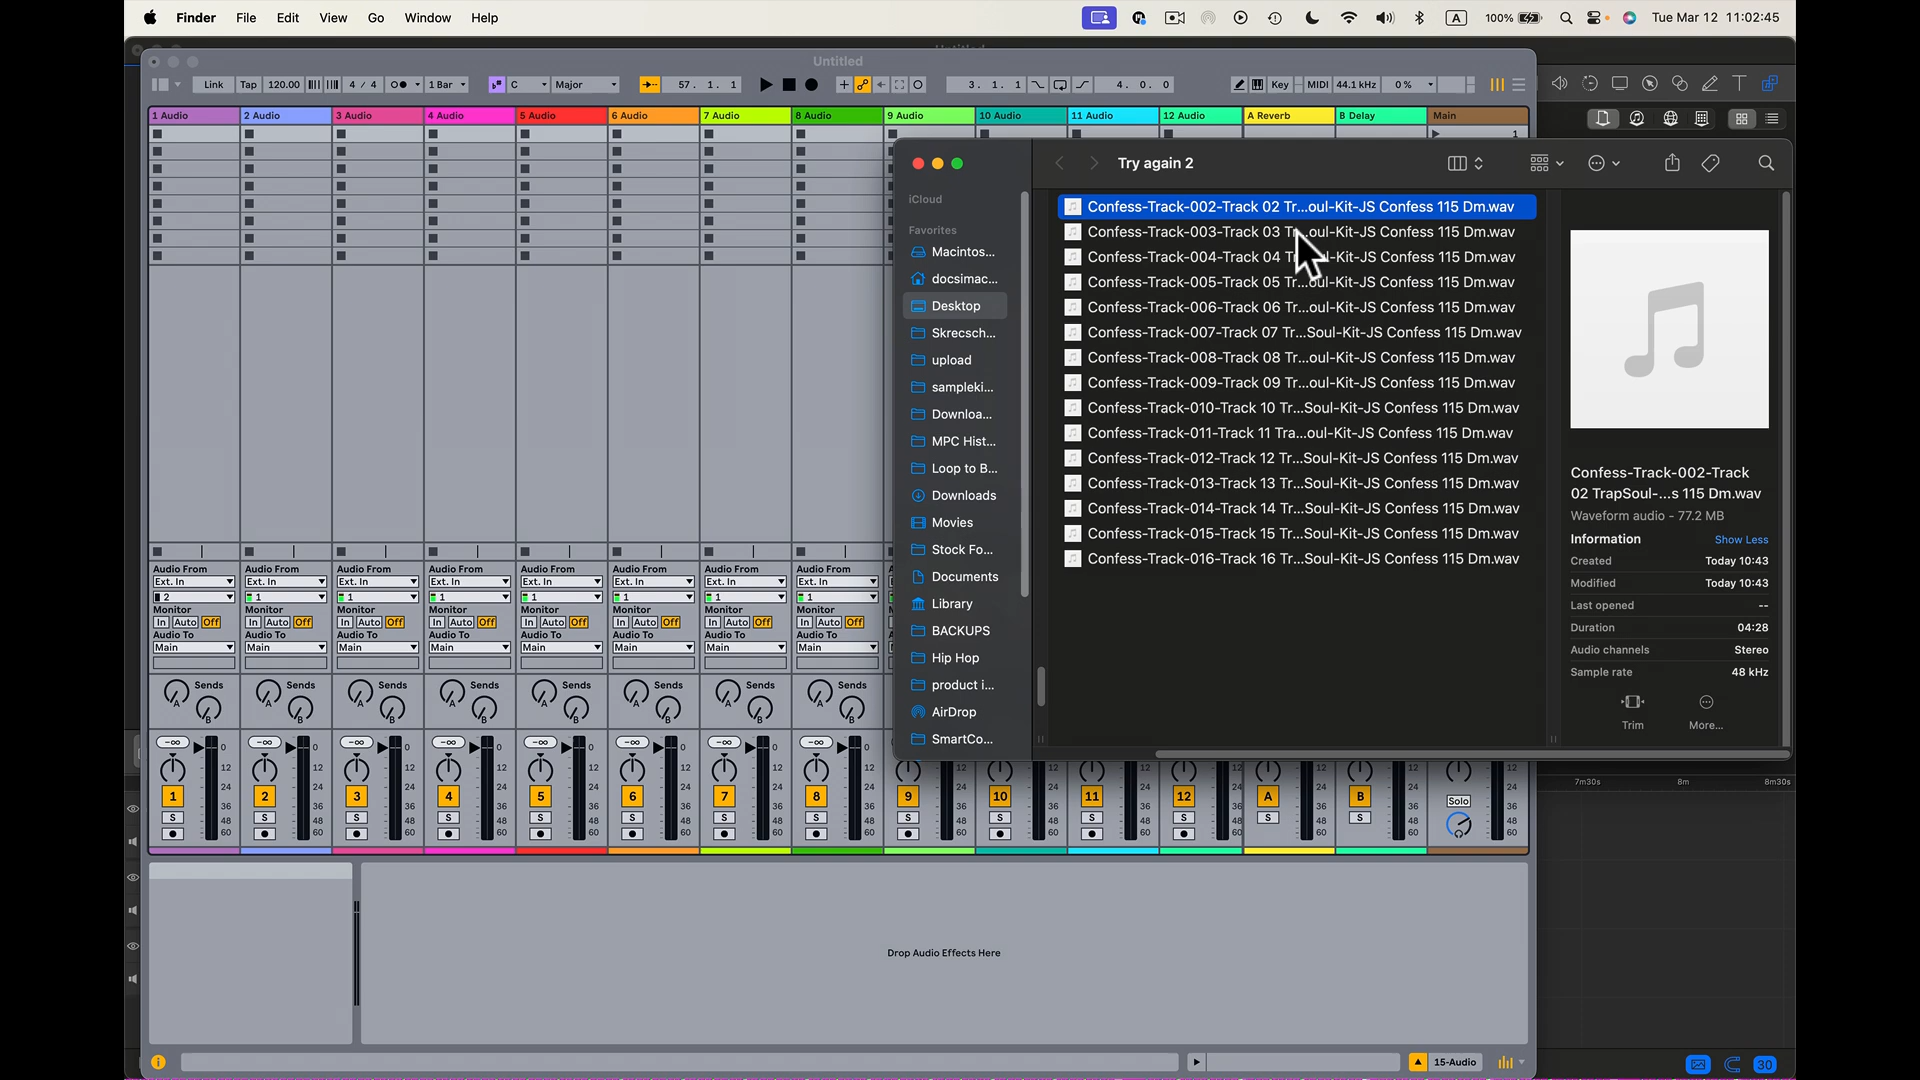 Finder File Edit View Go Window Help
100% Tue Mar 12 11:02:45
Untitled
Link Tap 120.00 4 / 4 1 Bar C Major 57. 1. 1 3. 1. 1 4. 0. 0 Key MIDI 44.1 kHz 0 %
1 Audio 2 Audio 3 Audio 4 Audio 5 Audio 6 Audio 7 Audio 8 Audio 9 Audio 10 Audio 11 Audio 12 Audio A Reverb B Delay Main
1
Try again 2
iCloud
Favorites
Macintos...
docsimac...
Desktop
Skrecsch...
upload
sampleki...
Downloa...
MPC Hist...
Loop to B...
Downloads
Movies
Stock Fo...
Documents
Library
BACKUPS
Hip Hop
product i...
AirDrop
SmartCo...
Confess-Track-002-Track 02 Tr...oul-Kit-JS Confess 115 Dm.wav
Confess-Track-003-Track 03 Tr...oul-Kit-JS Confess 115 Dm.wav
Confess-Track-004-Track 04 Tr...oul-Kit-JS Confess 115 Dm.wav
Confess-Track-005-Track 05 Tr...oul-Kit-JS Confess 115 Dm.wav
Confess-Track-006-Track 06 Tr...oul-Kit-JS Confess 115 Dm.wav
Confess-Track-007-Track 07 Tr...Soul-Kit-JS Confess 115 Dm.wav
Confess-Track-008-Track 08 Tr...oul-Kit-JS Confess 115 Dm.wav
Confess-Track-009-Track 09 Tr...oul-Kit-JS Confess 115 Dm.wav
Confess-Track-010-Track 10 Tr...Soul-Kit-JS Confess 115 Dm.wav
Confess-Track-011-Track 11 Tra...oul-Kit-JS Confess 115 Dm.wav
Confess-Track-012-Track 12 Tr...Soul-Kit-JS Confess 115 Dm.wav
Confess-Track-013-Track 13 Tr...Soul-Kit-JS Confess 115 Dm.wav
Confess-Track-014-Track 14 Tr...Soul-Kit-JS Confess 115 Dm.wav
Confess-Track-015-Track 15 Tr...Soul-Kit-JS Confess 115 Dm.wav
Confess-Track-016-Track 16 Tr...Soul-Kit-JS Confess 115 Dm.wav
Confess-Track-002-Track
02 TrapSoul-...s 115 Dm.wav
Waveform audio - 77.2 MB
Information Show Less
Created Today 10:43
Modified Today 10:43
Last opened --
Duration 04:28
Audio channels Stereo
Sample rate 48 kHz
Trim More...
Audio From Audio From Audio From Audio From Audio From Audio From Audio From Audio From
Ext. In Ext. In Ext. In Ext. In Ext. In Ext. In Ext. In Ext. In
2 1 1 1 1 1 1 1
Monitor Monitor Monitor Monitor Monitor Monitor Monitor Monitor
In Auto Off In Auto Off In Auto Off In Auto Off In Auto Off In Auto Off In Auto Off In Auto Off
Audio To Audio To Audio To Audio To Audio To Audio To Audio To Audio To
Main Main Main Main Main Main Main Main
Sends Sends Sends Sends Sends Sends Sends Sends
A A A A A A A A
B B B B B B B B
-∞ -∞ -∞ -∞ -∞ -∞ -∞ -∞
0 0 0 0 0 0 0 0
12 12 12 12 12 12 12 12 12 12 12 12 12 12 12
7m30s 8m 8m30s
24 24 24 24 24 24 24 24 24 24 24 24 24 24 24
1 2 3 4 5 6 7 8 9 10 11 12 A B Solo
36 36 36 36 36 36 36 36 36 36 36 36 36 36 36
S S S S S S S S S S S S S S
48 48 48 48 48 48 48 48 48 48 48 48 48 48 48
60 60 60 60 60 60 60 60 60 60 60 60 60 60 60
Drop Audio Effects Here
15-Audio
30